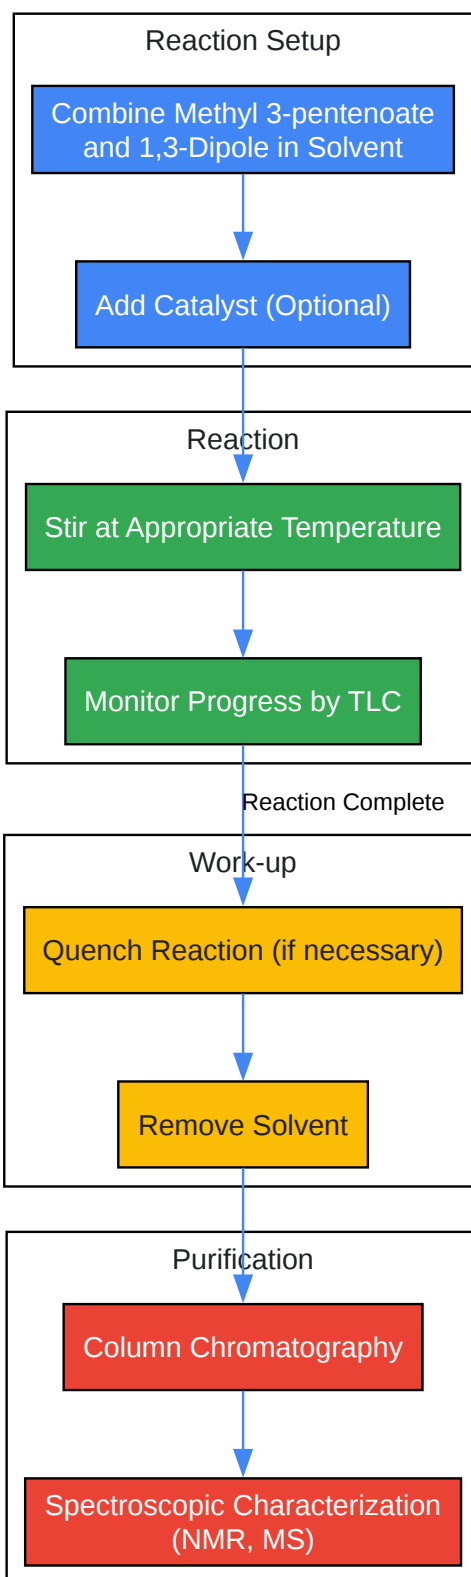 Reaction Setup
Combine Methyl 3-pentenoate
and 1,3-Dipole in Solvent
Add Catalyst (Optional)
Reaction
Stir at Appropriate Temperature
Monitor Progress by TLC
Reaction Complete
Work-up
Quench Reaction (if necessary)
Remove Solvent
Purification
Column Chromatography
Spectroscopic Characterization
(NMR, MS)